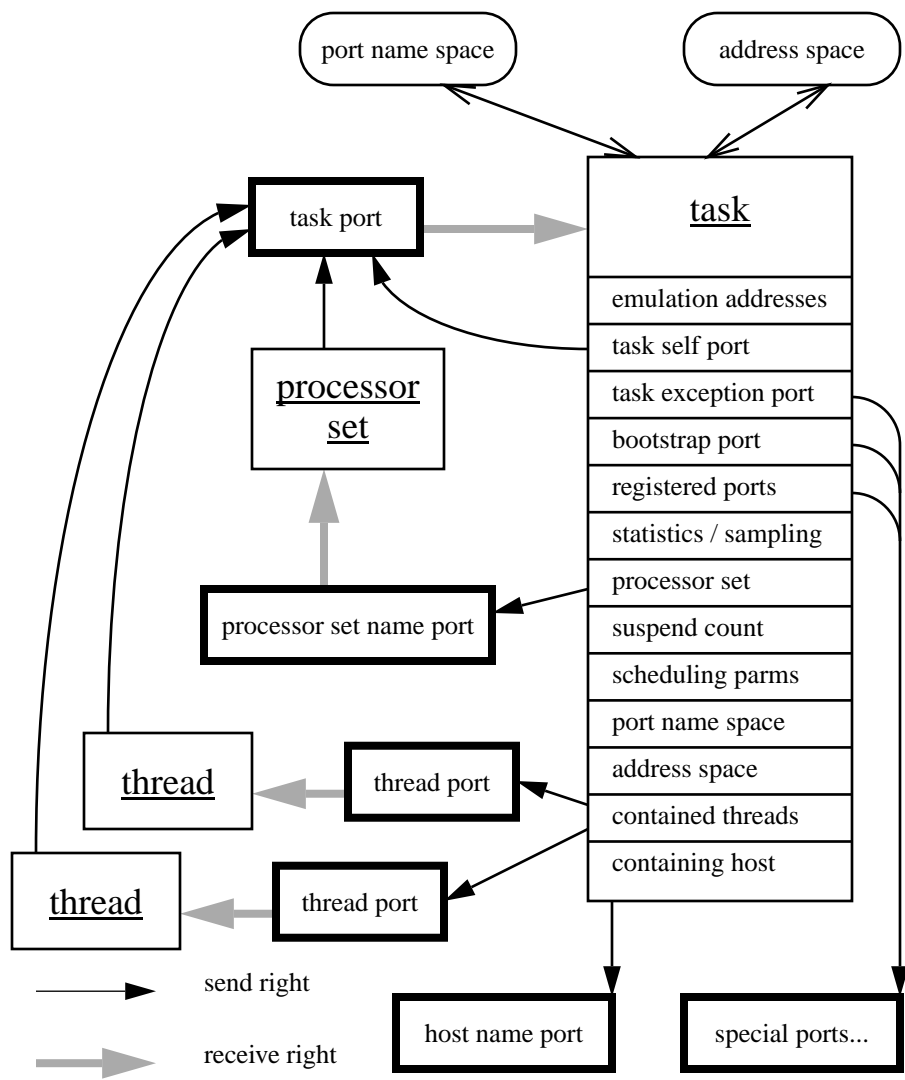 port name space
address space
task port
task
emulation addresses
task self port
task exception port
bootstrap port
registered ports
statistics / sampling
processor set
suspend count
scheduling parms
port name space
address space
contained threads
containing host
processor
set
processor set name port
thread
thread port
thread
thread port
send right
receive right
host name port
special ports...